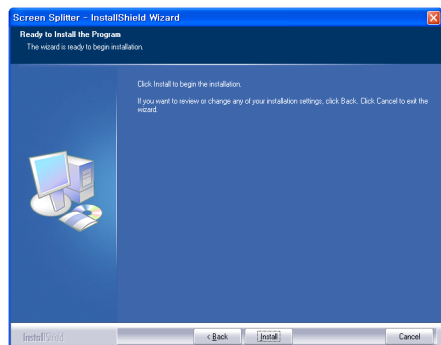 Screen Splitter - InstallShield Wizard
Ready to Install the Program
The wizard is ready to begin installation.
Click Install to begin the installation.
If you want to review or change any of your installation settings, click Back. Click Cancel to exit the
wizard.
InstallShield
< Back Install Cancel